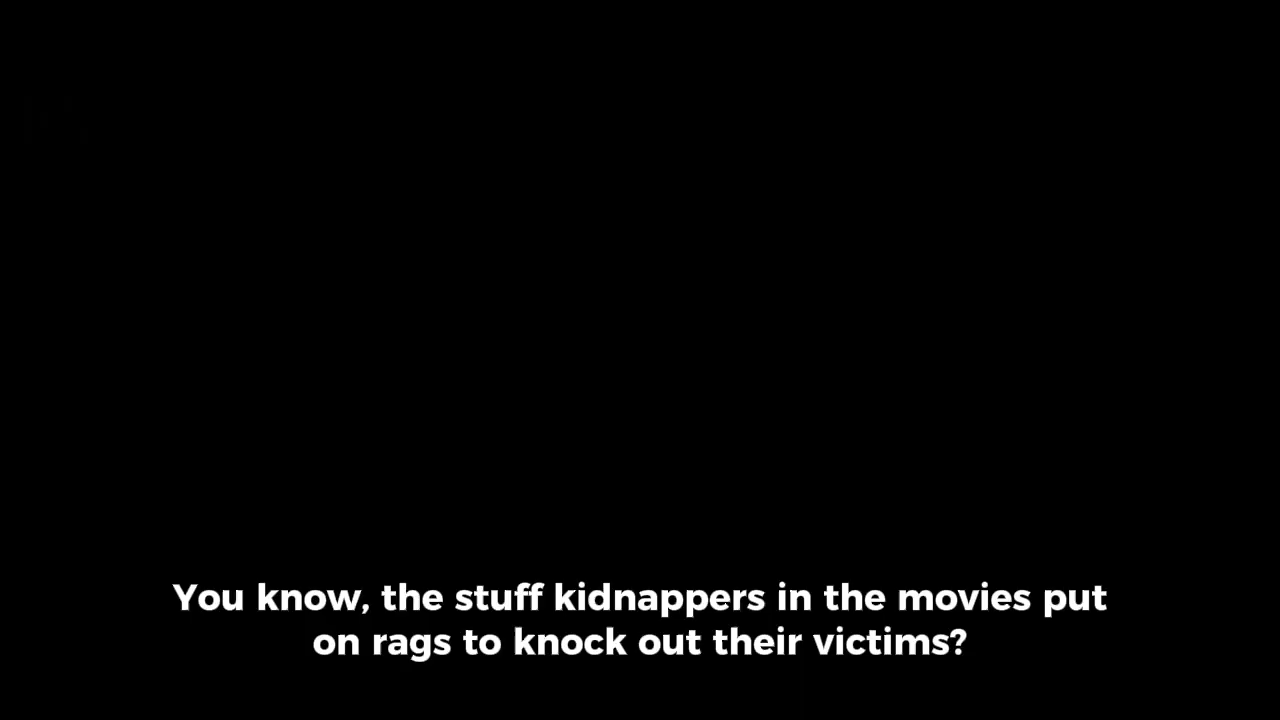 You know, the stuff kidnappers in the movies put
on rags to knock out their victims?